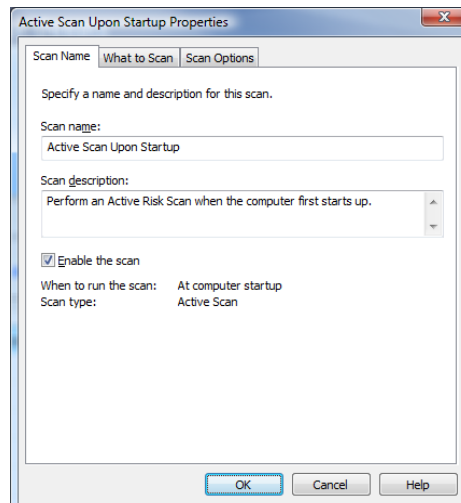 Active Scan Upon Startup Properties
Scan Name What to Scan Scan Options
Specify a name and description for this scan.
Scan name:
Active Scan Upon Startup
Scan description:
Perform an Active Risk Scan when the computer first starts up.
Enable the scan
When to run the scan: At computer startup
Scan type: Active Scan
OK Cancel Help